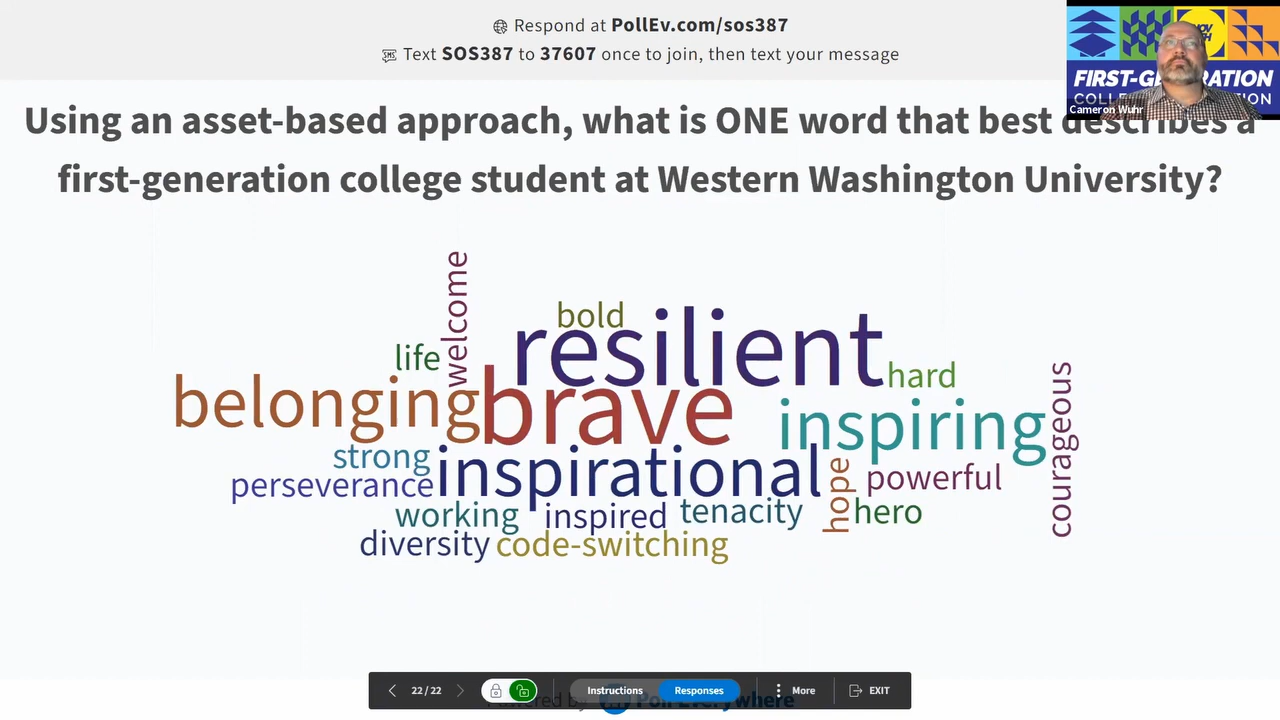 Respond at PollEv.com/sos387
Text SOS387 to 37607 once to join, then text your message
FIRST-GENERATION
Cameron Wuhr
Using an asset-based approach, what is ONE word that best describes a
first-generation college student at Western Washington University?
welcome
bold
resilient
life
hard
belonging
brave
inspiring
courageous
strong
inspirational
hope
powerful
perseverance
working
inspired
tenacity
hero
diversity
code-switching
22 / 22
Instructions
Responses
More
EXIT
Poll Everywhere